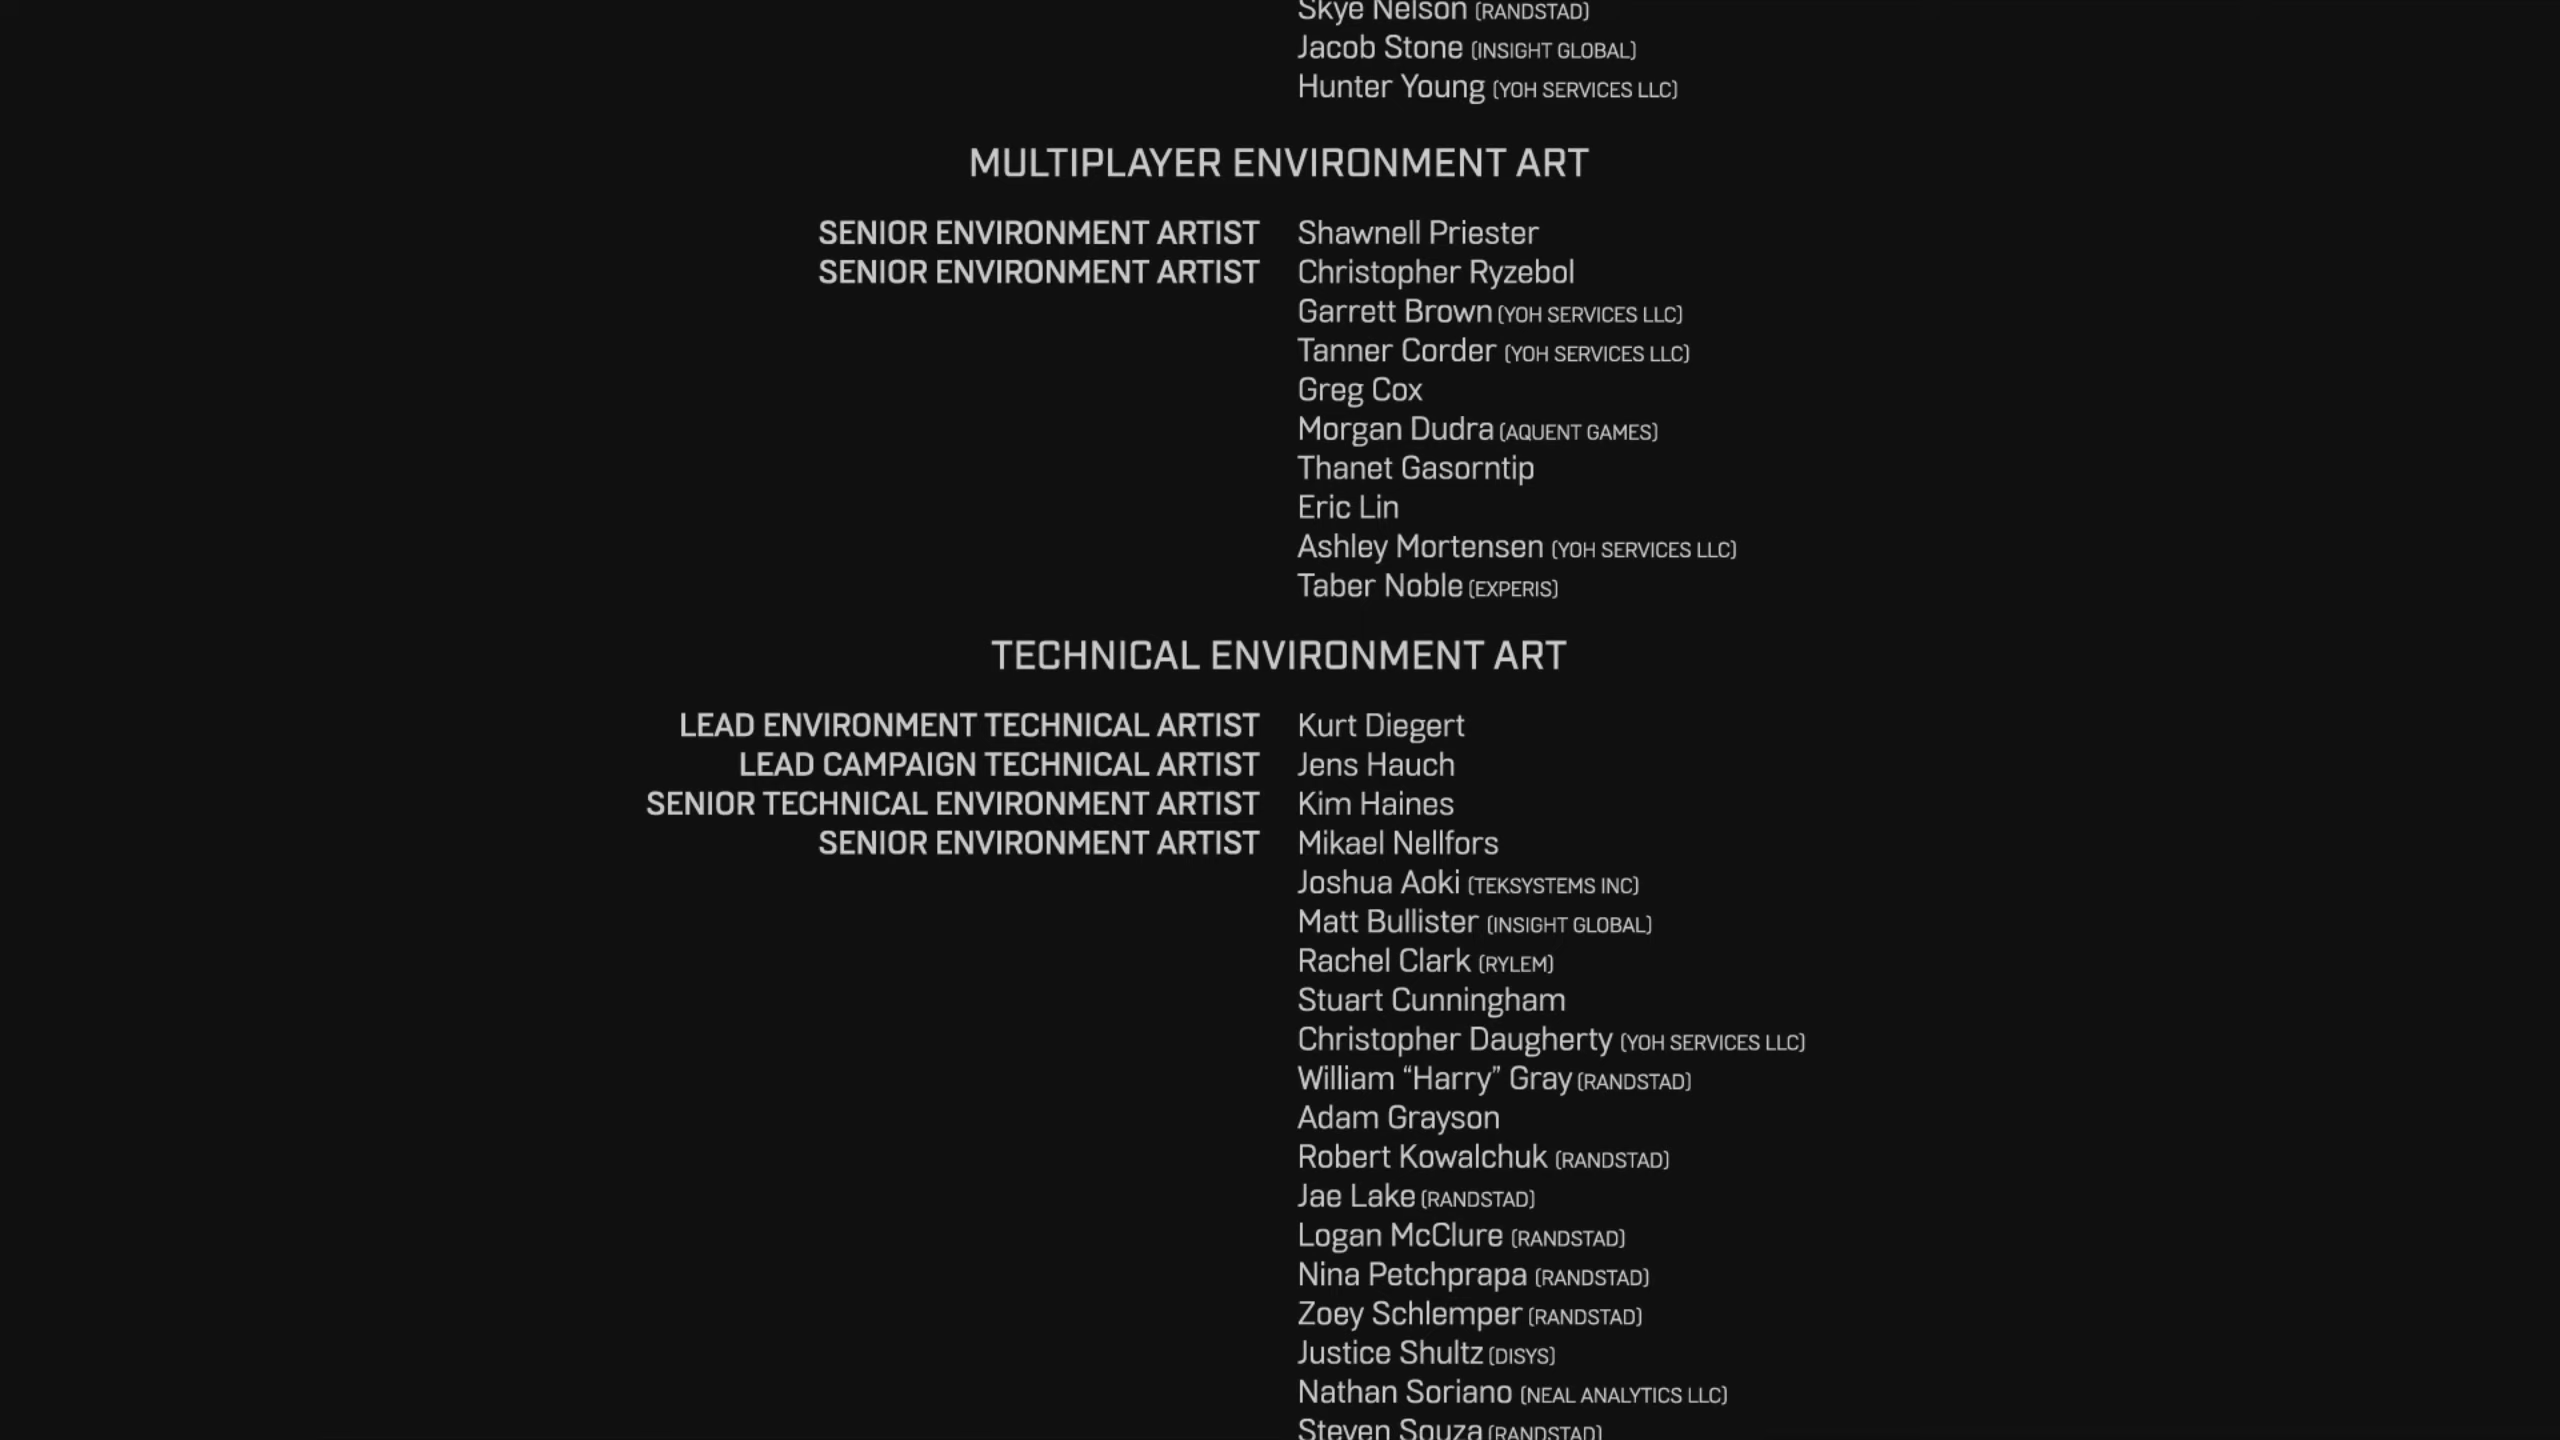 Skye Nelson (RANDSTAD)
Jacob Stone (INSIGHT GLOBAL)
Hunter Young (YOH SERVICES LLC)
MULTIPLAYER ENVIRONMENT ART
SENIOR ENVIRONMENT ARTIST Shawnell Priester
SENIOR ENVIRONMENT ARTIST Christopher Ryzebol
Garrett Brown (YOH SERVICES LLC)
Tanner Corder (YOH SERVICES LLC)
Greg Cox
Morgan Dudra (AQUENT GAMES)
Thanet Gasorntip
Eric Lin
Ashley Mortensen (YOH SERVICES LLC)
Taber Noble (EXPERIS)
TECHNICAL ENVIRONMENT ART
LEAD ENVIRONMENT TECHNICAL ARTIST Kurt Diegert
LEAD CAMPAIGN TECHNICAL ARTIST Jens Hauch
SENIOR TECHNICAL ENVIRONMENT ARTIST Kim Haines
SENIOR ENVIRONMENT ARTIST Mikael Nellfors
Joshua Aoki (TEKSYSTEMS INC)
Matt Bullister (INSIGHT GLOBAL)
Rachel Clark (RYLEM)
Stuart Cunningham
Christopher Daugherty (YOH SERVICES LLC)
William “Harry” Gray (RANDSTAD)
Adam Grayson
Robert Kowalchuk (RANDSTAD)
Jae Lake (RANDSTAD)
Logan McClure (RANDSTAD)
Nina Petchprapa (RANDSTAD)
Zoey Schlemper (RANDSTAD)
Justice Shultz (DISYS)
Nathan Soriano (NEAL ANALYTICS LLC)
Steven Souza (RANDSTAD)